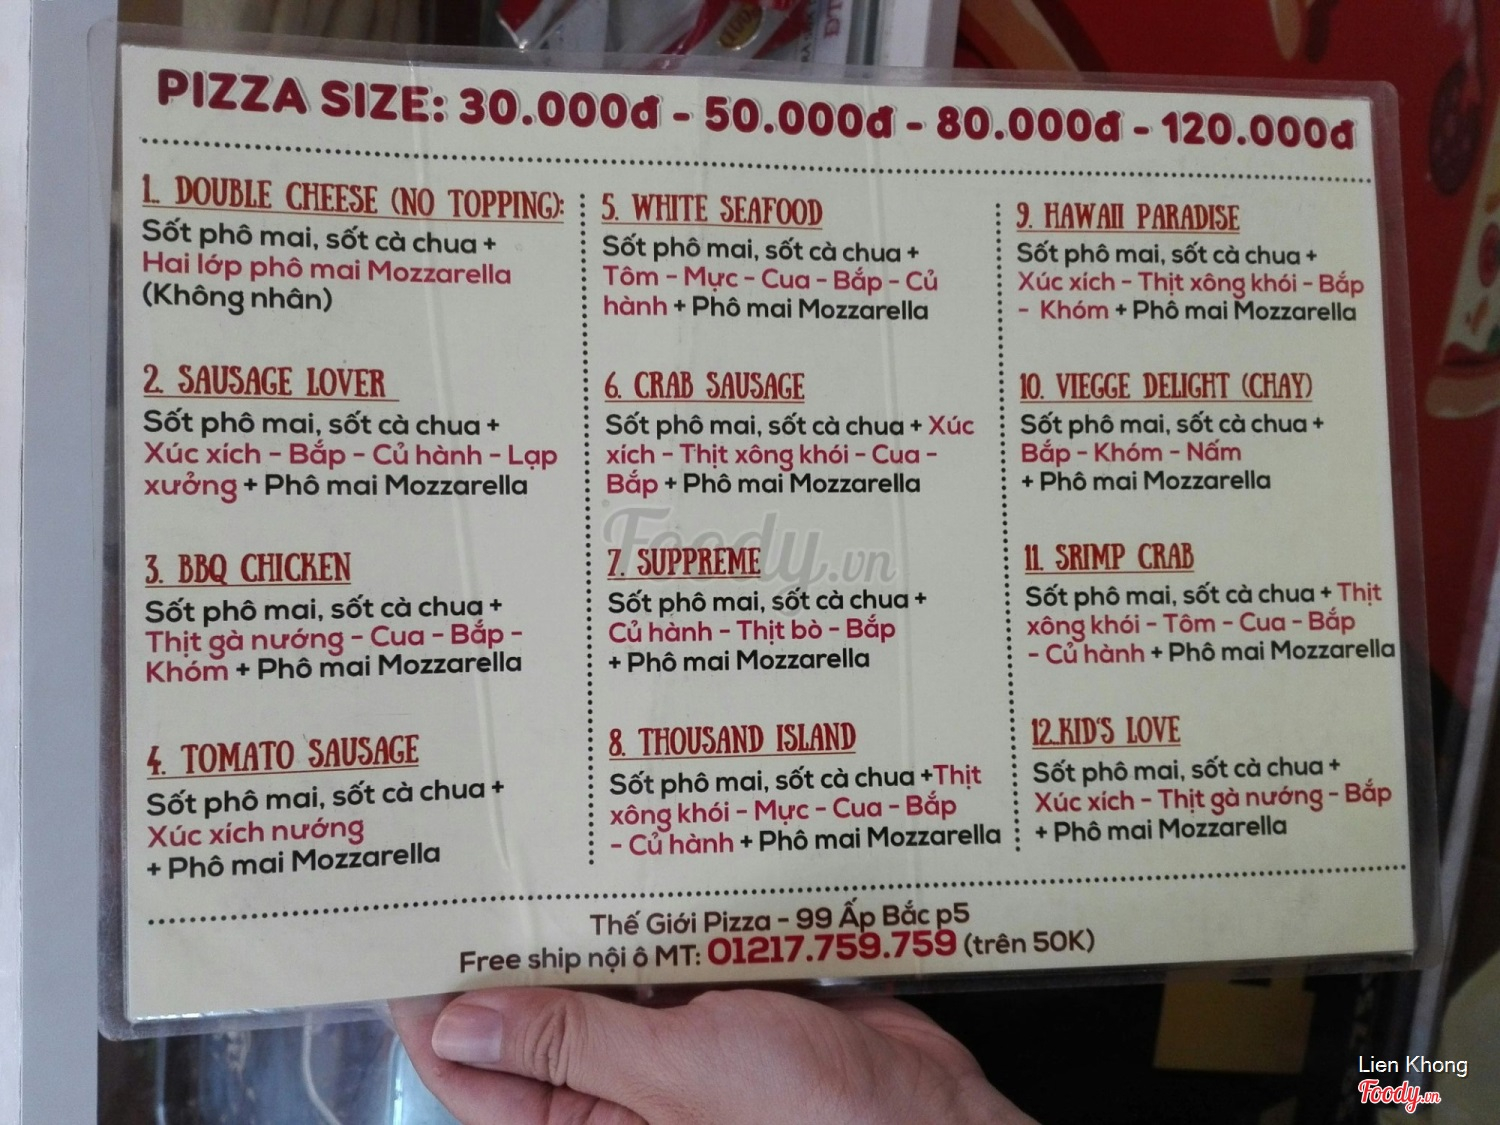 PIZZA SIZE: 30.000đ - 50.000đ - 80.000đ - 120.000đ
1. DOUBLE CHEESE (NO TOPPING):
Sốt phô mai, sốt cà chua +
Hai lớp phô mai Mozzarella
(Không nhân)
2. SAUSAGE LOVER
Sốt phô mai, sốt cà chua +
Xúc xích - Bắp - Củ hành - Lạp
xưởng + Phô mai Mozzarella
3. BBQ CHICKEN
Sốt phô mai, sốt cà chua +
Thịt gà nướng - Cua - Bắp -
Khóm + Phô mai Mozzarella
4. TOMATO SAUSAGE
Sốt phô mai, sốt cà chua +
Xúc xích nướng
+ Phô mai Mozzarella
5. WHITE SEAFOOD
Sốt phô mai, sốt cà chua +
Tôm - Mực - Cua - Bắp - Củ
hành + Phô mai Mozzarella
6. CRAB SAUSAGE
Sốt phô mai, sốt cà chua + Xúc
xích - Thịt xông khói - Cua -
Bắp + Phô mai Mozzarella
Foody.vn
7. SUPPREME
Sốt phô mai, sốt cà chua +
Củ hành - Thịt bò - Bắp
+ Phô mai Mozzarella
8. THOUSAND ISLAND
Sốt phô mai, sốt cà chua +Thịt
xông khói - Mực - Cua - Bắp
- Củ hành + Phô mai Mozzarella
9. HAWAII PARADISE
Sốt phô mai, sốt cà chua +
Xúc xích - Thịt xông khói - Bắp
- Khóm + Phô mai Mozzarella
10. VIEGGE DELIGHT (CHAY)
Sốt phô mai, sốt cà chua +
Bắp - Khóm - Nấm
+ Phô mai Mozzarella
11. SRIMP CRAB
Sốt phô mai, sốt cà chua + Thịt
xông khói - Tôm - Cua - Bắp
- Củ hành + Phô mai Mozzarella
12.KID'S LOVE
Sốt phô mai, sốt cà chua +
Xúc xích - Thịt gà nướng - Bắp
+ Phô mai Mozzarella
Thế Giới Pizza - 99 Ấp Bắc p5
Free ship nội ô MT: 01217.759.759 (trên 50K)
Lien Khong
Foody.vn